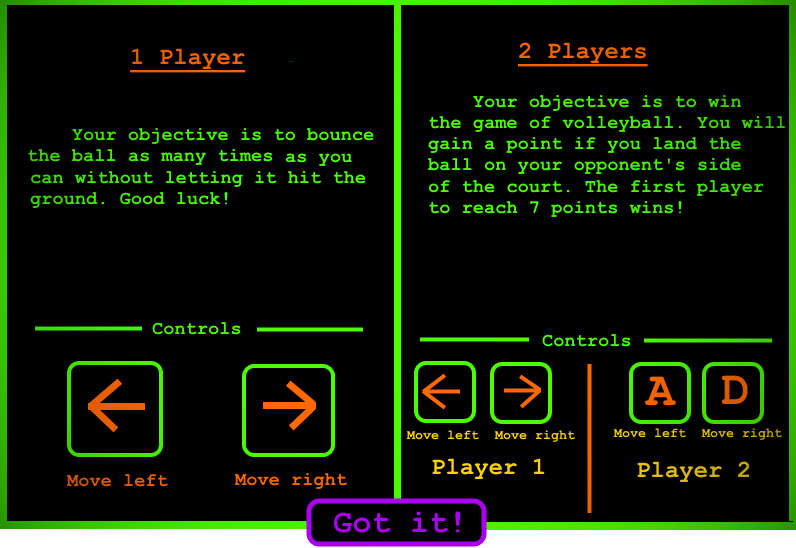 1 Player
Your objective is to bounce
the ball as many times as you
can without letting it hit the
ground. Good luck!
Controls
Move left
Move right
2 Players
Your objective is to win
the game of volleyball. You will
gain a point if you land the
ball on your opponent's side
of the court. The first player
to reach 7 points wins!
Controls
A
D
Move left
Move right
Move left
Move right
Player 1
Player 2
Got it!